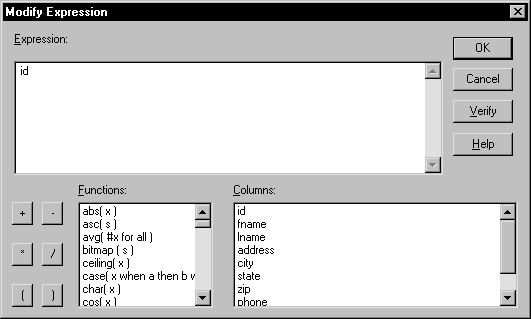 Modify Expression
Expression:
id
OK
Cancel
Verify
Help
Functions:
Columns:
+ -
* /
( )
abs( x )
asc( s )
avg( #x for all )
bitmap ( s )
ceiling( x )
case( x when a then b w
char( x )
cos( x )
id
fname
lname
address
city
state
zip
phone